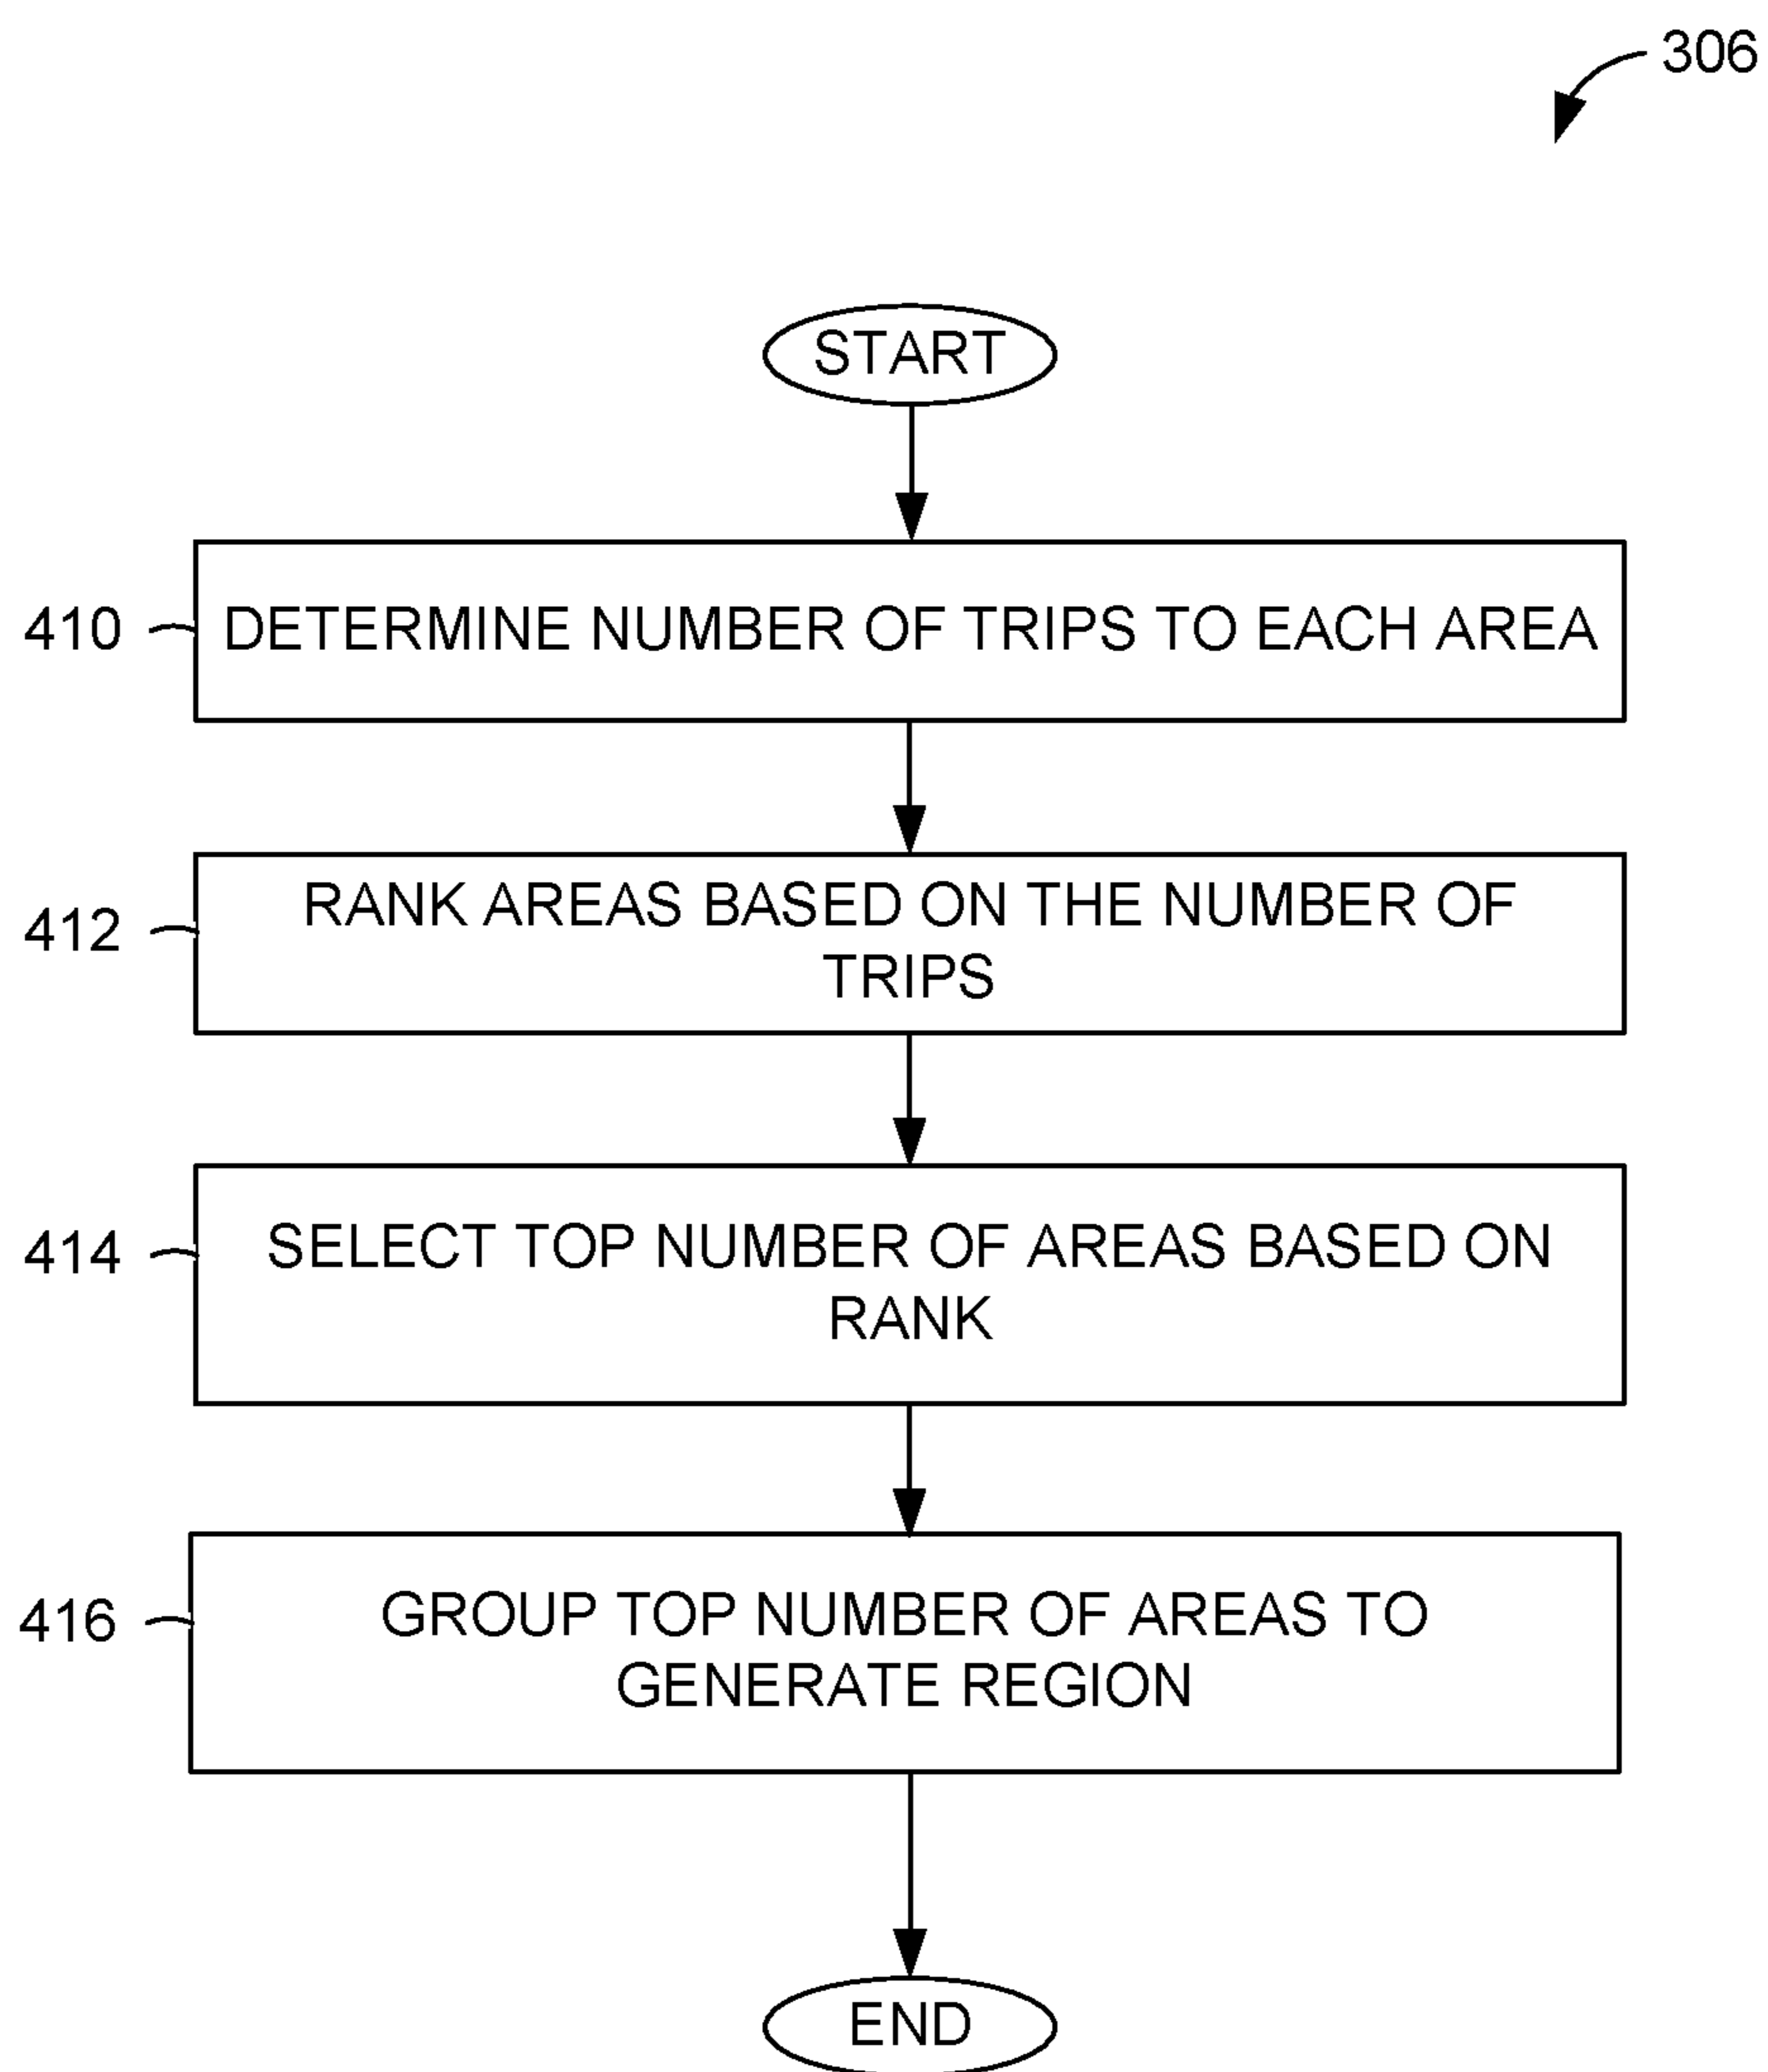 306
START
410
DETERMINE NUMBER OF TRIPS TO EACH AREA
412
RANK AREAS BASED ON THE NUMBER OF
TRIPS
414
SELECT TOP NUMBER OF AREAS BASED ON
RANK
416
GROUP TOP NUMBER OF AREAS TO
GENERATE REGION
END